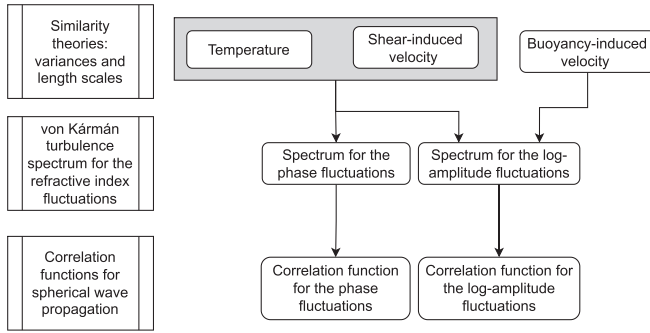 Similarity
theories:
variances and
length scales
Temperature
Shear-induced
velocity
Buoyancy-induced
velocity
von Kármán
turbulence
spectrum for the
refractive index
fluctuations
Spectrum for the
phase fluctuations
Spectrum for the log-
amplitude fluctuations
Correlation
functions for
spherical wave
propagation
Correlation function
for the phase
fluctuations
Correlation function for
the log-amplitude
fluctuations